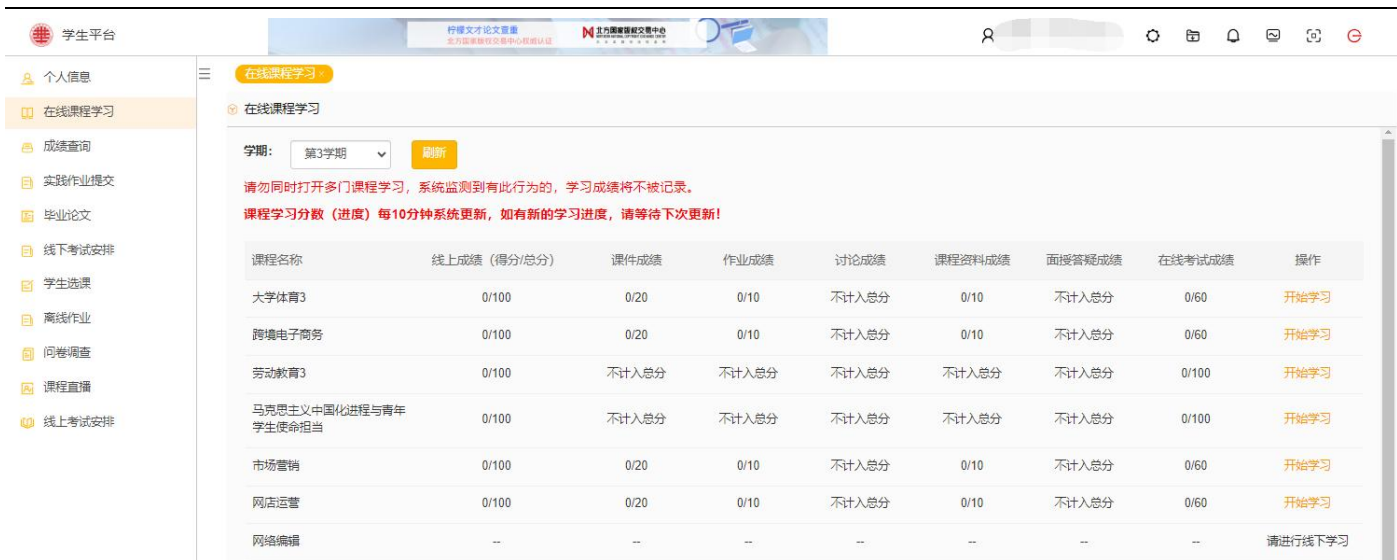 学生平台
柠檬文才论文查重
北方国家版权交易中心权威认证
北方国家版权交易中心
个人信息
在线课程学习
成绩查询
实践作业提交
毕业论文
线下考试安排
学生选课
离线作业
问卷调查
课程直播
线上考试安排
在线课程学习 ×
在线课程学习
学期： 第3学期 刷新
请勿同时打开多门课程学习，系统监测到有此行为的，学习成绩将不被记录。
课程学习分数（进度）每10分钟系统更新，如有新的学习进度，请等待下次更新！
课程名称 线上成绩（得分/总分） 课件成绩 作业成绩 讨论成绩 课程资料成绩 面授答疑成绩 在线考试成绩 操作
大学体育3 0/100 0/20 0/10 不计入总分 0/10 不计入总分 0/60 开始学习
跨境电子商务 0/100 0/20 0/10 不计入总分 0/10 不计入总分 0/60 开始学习
劳动教育3 0/100 不计入总分 不计入总分 不计入总分 不计入总分 不计入总分 0/100 开始学习
马克思主义中国化进程与青年
学生使命担当 0/100 不计入总分 不计入总分 不计入总分 不计入总分 不计入总分 0/100 开始学习
市场营销 0/100 0/20 0/10 不计入总分 0/10 不计入总分 0/60 开始学习
网店运营 0/100 0/20 0/10 不计入总分 0/10 不计入总分 0/60 开始学习
网络编辑 -- -- -- -- -- -- -- 请进行线下学习